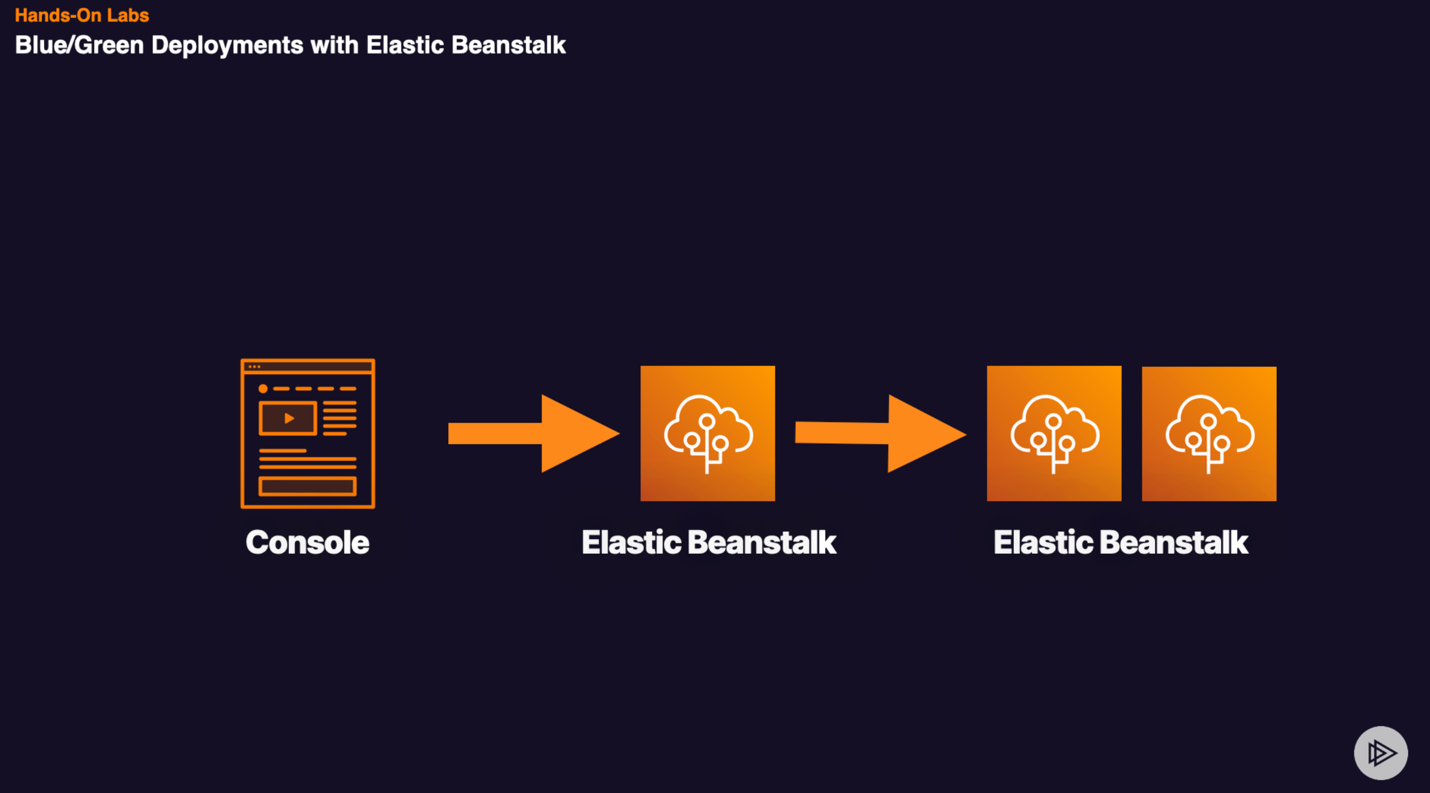 Hands-On Labs
Blue/Green Deployments with Elastic Beanstalk
Console
Elastic Beanstalk
Elastic Beanstalk